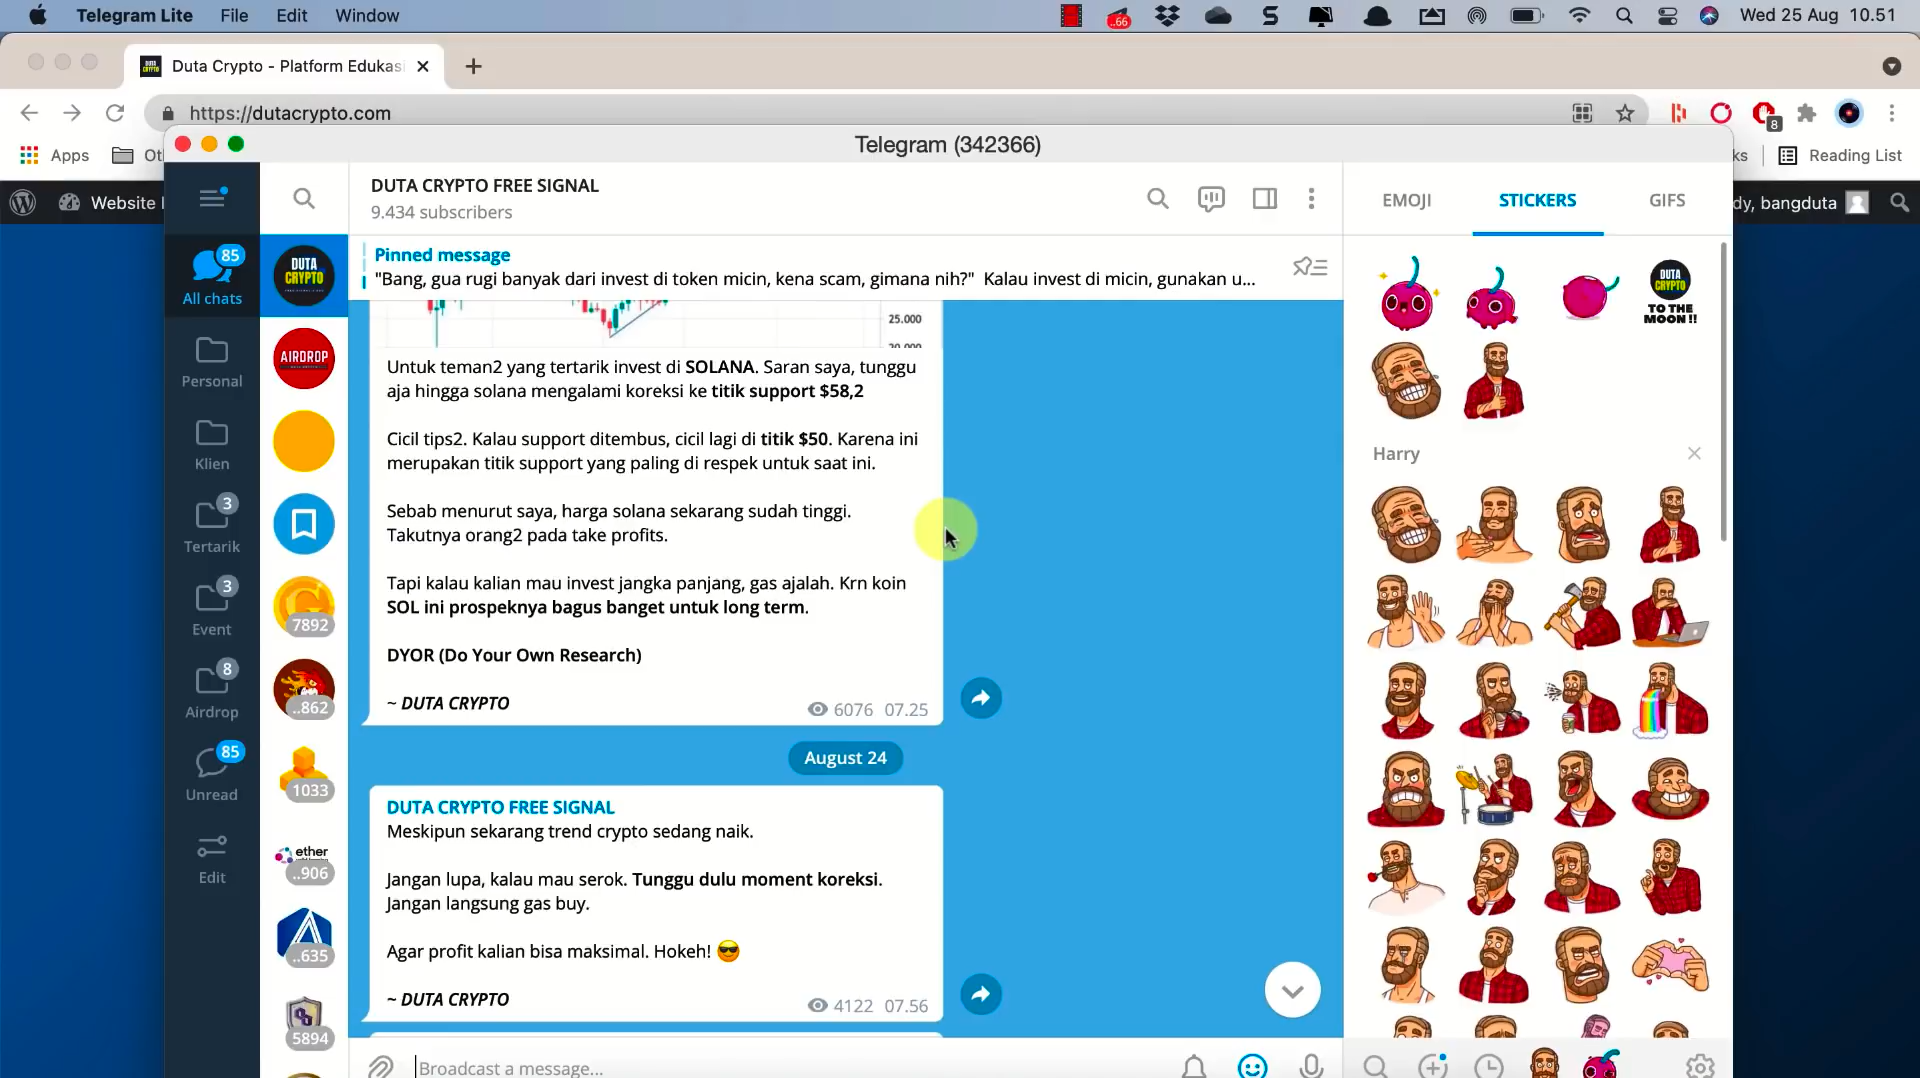 Telegram Lite File Edit Window
..66
Wed 25 Aug 10.51
DUTA CRYPTO
Duta Crypto - Platform Edukas
https://dutacrypto.com
8
Apps
Telegram (342366)
Reading List
Website
dy, bangduta
DUTA CRYPTO FREE SIGNAL
9.434 subscribers
EMOJI
STICKERS
GIFS
85
All chats
Personal
Klien
3
Tertarik
3
Event
8
Airdrop
85
Unread
Edit
DUTA
CRYPTO
AIRDROP
7892
..862
1033
ether
..906
..635
5894
Pinned message
"Bang, gua rugi banyak dari invest di token micin, kena scam, gimana nih?" Kalau invest di micin, gunakan u...
25.000
Untuk teman2 yang tertarik invest di SOLANA. Saran saya, tunggu
aja hingga solana mengalami koreksi ke titik support $58,2
Cicil tips2. Kalau support ditembus, cicil lagi di titik $50. Karena ini
merupakan titik support yang paling di respek untuk saat ini.
Sebab menurut saya, harga solana sekarang sudah tinggi.
Takutnya orang2 pada take profits.
Tapi kalau kalian mau invest jangka panjang, gas ajalah. Krn koin
SOL ini prospeknya bagus banget untuk long term.
DYOR (Do Your Own Research)
~ DUTA CRYPTO
6076 07.25
August 24
DUTA CRYPTO FREE SIGNAL
Meskipun sekarang trend crypto sedang naik.
Jangan lupa, kalau mau serok. Tunggu dulu moment koreksi.
Jangan langsung gas buy.
Agar profit kalian bisa maksimal. Hokeh! 😎
~ DUTA CRYPTO
4122 07.56
Broadcast a message...
DUTA
CRYPTO
TO THE
MOON !!
Harry